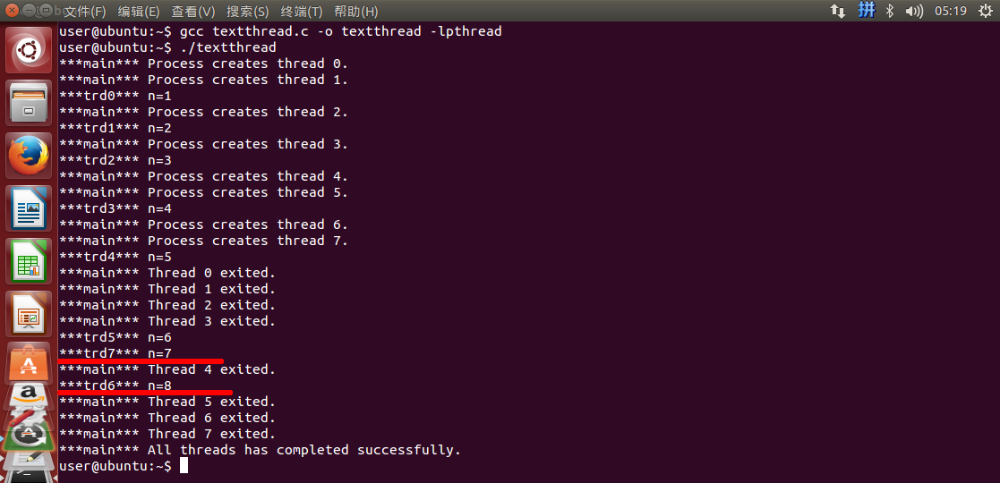 文件(F) 编辑(E) 查看(V) 搜索(S) 终端(T) 帮助(H) 拼 05:19
user@ubuntu:~$ gcc textthread.c -o textthread -lpthread
user@ubuntu:~$ ./textthread
***main*** Process creates thread 0.
***main*** Process creates thread 1.
***trd0*** n=1
***main*** Process creates thread 2.
***trd1*** n=2
***main*** Process creates thread 3.
***trd2*** n=3
***main*** Process creates thread 4.
***main*** Process creates thread 5.
***trd3*** n=4
***main*** Process creates thread 6.
***main*** Process creates thread 7.
***trd4*** n=5
***main*** Thread 0 exited.
***main*** Thread 1 exited.
***main*** Thread 2 exited.
***main*** Thread 3 exited.
***trd5*** n=6
***trd7*** n=7
***main*** Thread 4 exited.
***trd6*** n=8
***main*** Thread 5 exited.
***main*** Thread 6 exited.
***main*** Thread 7 exited.
***main*** All threads has completed successfully.
user@ubuntu:~$